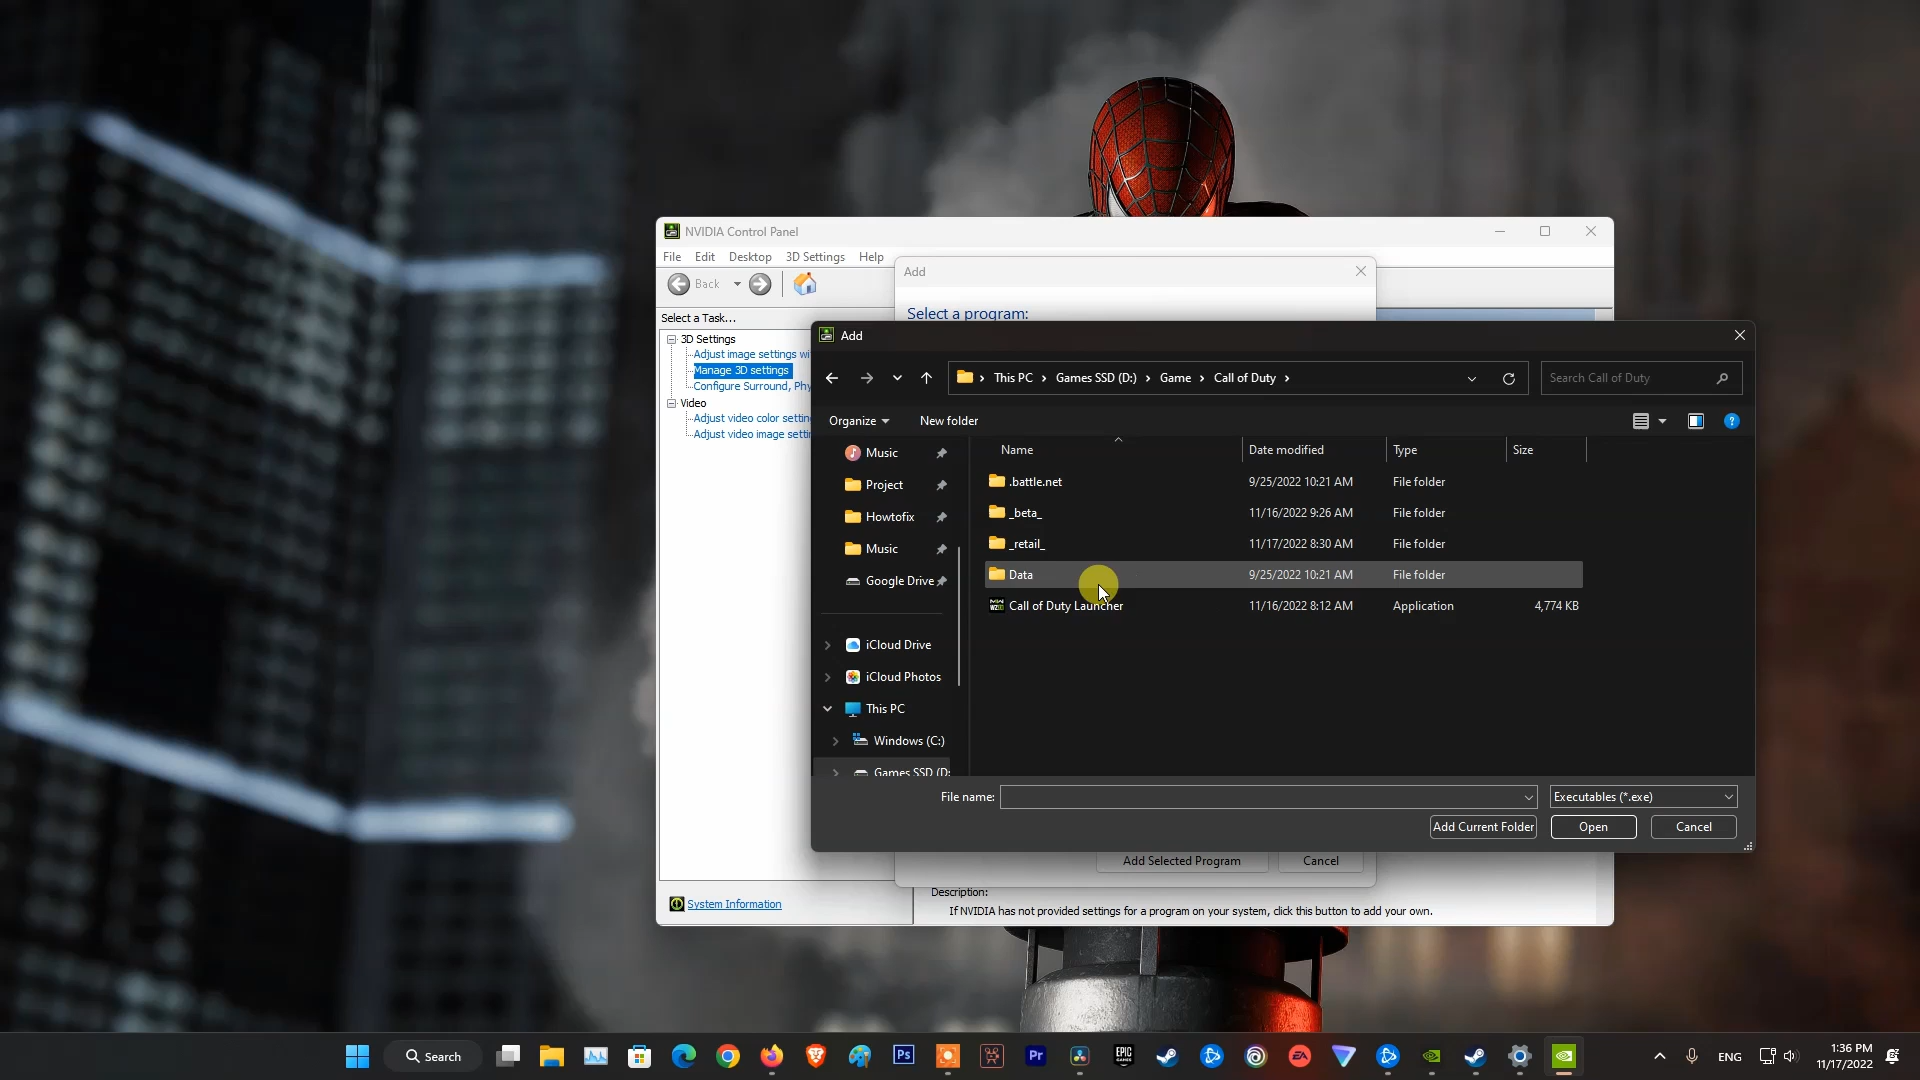 NVIDIA Control Panel
File Edit Desktop 3D Settings Help
Back
Add
Select a program:
Select a Task...
3D Settings
Adjust image settings wi
Manage 3D settings
Configure Surround, Phy
Video
Adjust video color settin
Adjust video image setti
System Information
Add
This PC Games SSD (D:) Game Call of Duty
Search Call of Duty
Organize New folder
?
Name Date modified Type Size
Music
Project
Howtofix
Music
Google Drive
iCloud Drive
iCloud Photos
This PC
Windows (C:)
Games SSD (D:
.battle.net 9/25/2022 10:21 AM File folder
_beta_ 11/16/2022 9:26 AM File folder
_retail_ 11/17/2022 8:30 AM File folder
Data 9/25/2022 10:21 AM File folder
Call of Duty Launcher 11/16/2022 8:12 AM Application 4,774 KB
File name: Executables (*.exe)
Add Current Folder Open Cancel
Add Selected Program Cancel
Description:
If NVIDIA has not provided settings for a program on your system, click this button to add your own.
Search
Ps
Pr
EPIC
GAMES
EA
ENG
1:36 PM
11/17/2022